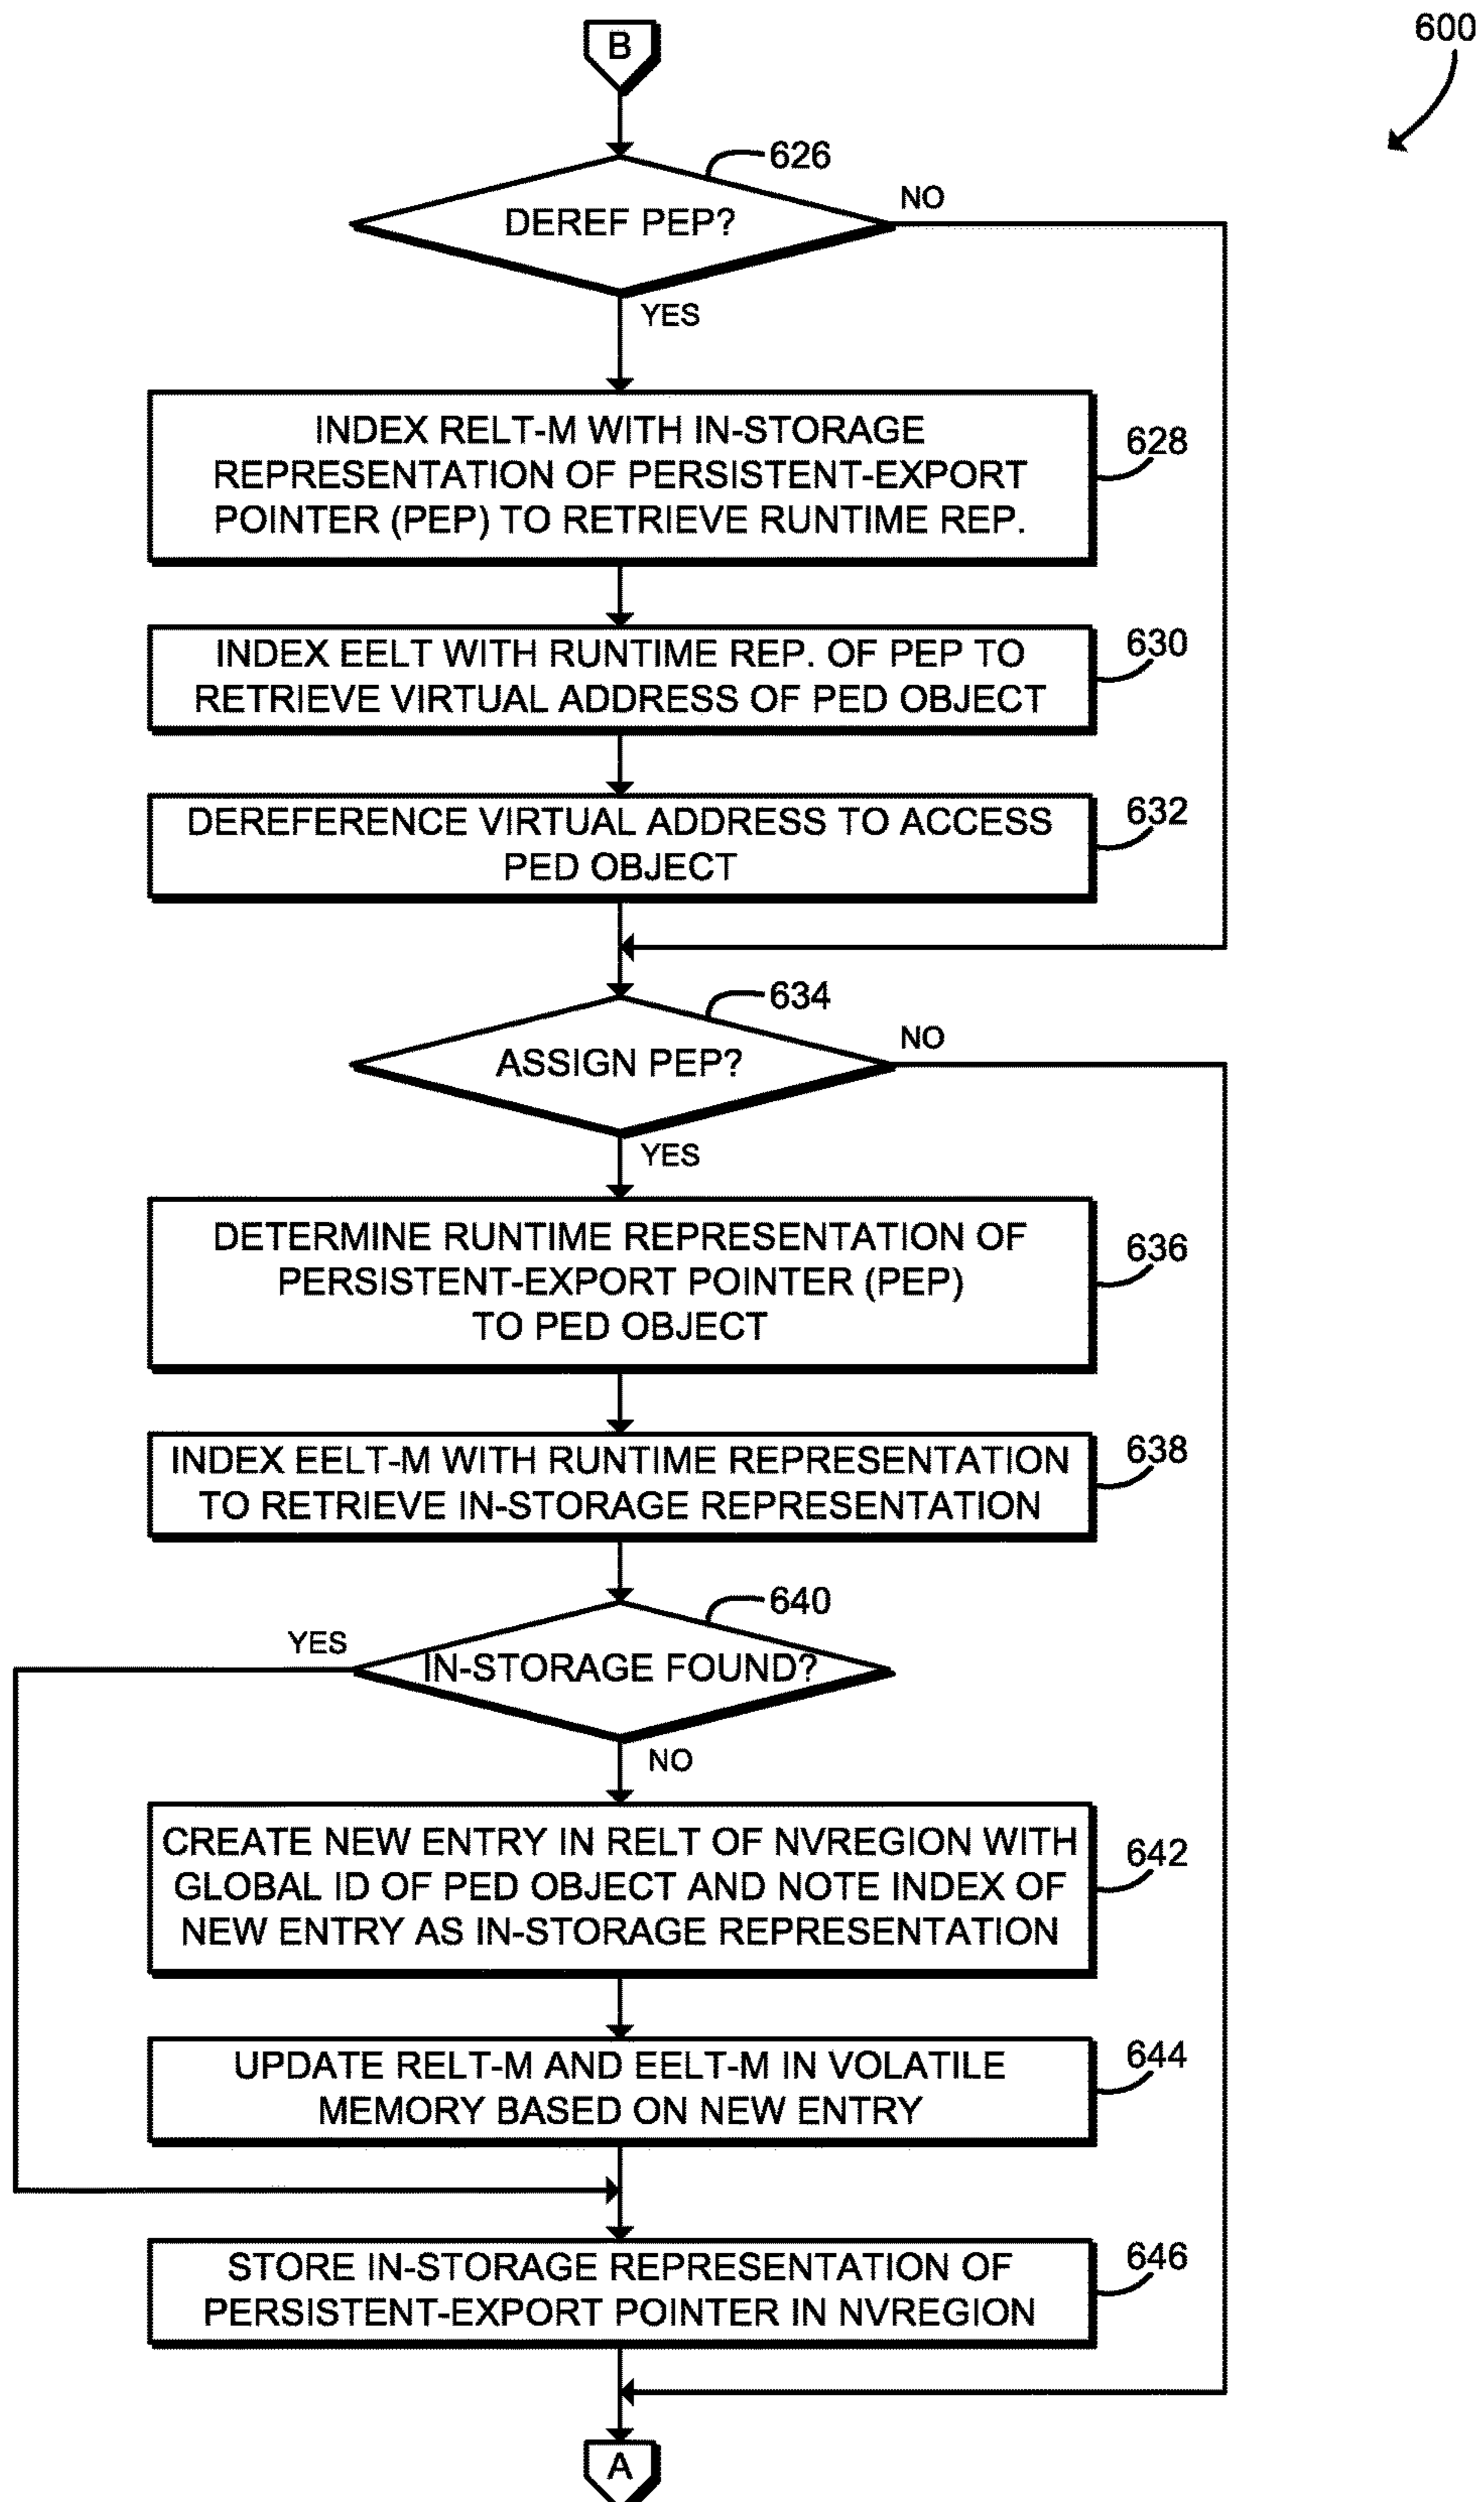 B
600
626
DEREF PEP?
NO
YES
INDEX RELT-M WITH IN-STORAGE
REPRESENTATION OF PERSISTENT-EXPORT
POINTER (PEP) TO RETRIEVE RUNTIME REP.
628
INDEX EELT WITH RUNTIME REP. OF PEP TO
RETRIEVE VIRTUAL ADDRESS OF PED OBJECT
630
DEREFERENCE VIRTUAL ADDRESS TO ACCESS
PED OBJECT
632
634
ASSIGN PEP?
NO
YES
DETERMINE RUNTIME REPRESENTATION OF
PERSISTENT-EXPORT POINTER (PEP)
TO PED OBJECT
636
INDEX EELT-M WITH RUNTIME REPRESENTATION
TO RETRIEVE IN-STORAGE REPRESENTATION
638
640
YES
IN-STORAGE FOUND?
NO
CREATE NEW ENTRY IN RELT OF NVREGION WITH
GLOBAL ID OF PED OBJECT AND NOTE INDEX OF
NEW ENTRY AS IN-STORAGE REPRESENTATION
642
UPDATE RELT-M AND EELT-M IN VOLATILE
MEMORY BASED ON NEW ENTRY
644
STORE IN-STORAGE REPRESENTATION OF
PERSISTENT-EXPORT POINTER IN NVREGION
646
A